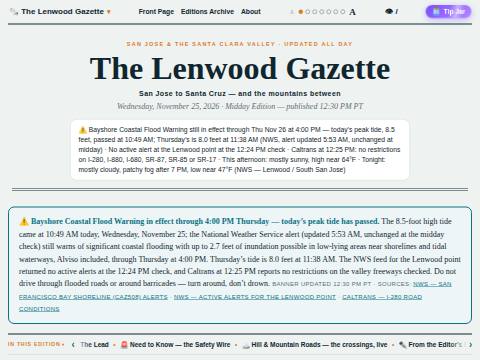 🗞️ The Lenwood Gazette ▾ Front Page Editions Archive About A A 👁 / Tip Jar
SAN JOSE & THE SANTA CLARA VALLEY · UPDATED ALL DAY
The Lenwood Gazette
San Jose to Santa Cruz — and the mountains between
Wednesday, November 25, 2026 · Midday Edition — published 12:30 PM PT
⚠️ Bayshore Coastal Flood Warning still in effect through Thu Nov 26 at 4:00 PM — today's peak tide, 8.5
feet, passed at 10:49 AM; Thursday's is 8.0 feet at 11:38 AM (NWS, alert updated 5:53 AM, unchanged at
midday) · No active alert at the Lenwood point at the 12:24 PM check · Caltrans at 12:25 PM: no restrictions
on I-280, I-880, I-680, SR-87, SR-85 or SR-17 · This afternoon: mostly sunny, high near 64°F · Tonight:
mostly cloudy, patchy fog after 7 PM, low near 47°F (NWS — Lenwood / South San Jose)
⚠️ Bayshore Coastal Flood Warning in effect through 4:00 PM Thursday — today's peak tide has passed. The 8.5-foot high tide
came at 10:49 AM today, Wednesday, November 25; the National Weather Service alert (updated 5:53 AM, unchanged at the midday
check) still warns of significant coastal flooding with up to 2.7 feet of inundation possible in low-lying areas near shorelines and tidal
waterways, Alviso included, through Thursday at 4:00 PM. Thursday's tide is 8.0 feet at 11:38 AM. The NWS feed for the Lenwood point
returned no active alerts at the 12:24 PM check, and Caltrans at 12:25 PM reports no restrictions on the valley freeways checked. Do not
drive through flooded roads or around barricades — turn around, don't drown. BANNER UPDATED 12:30 PM PT · SOURCES: NWS — SAN
FRANCISCO BAY SHORELINE (CAZ508) ALERTS · NWS — ACTIVE ALERTS FOR THE LENWOOD POINT · CALTRANS — I-280 ROAD
CONDITIONS
IN THIS EDITION ▸ ‹ The Lead • 🚨 Need to Know — the Safety Wire • ⛰️ Hill & Mountain Roads — the crossings, live • ✎ From the Editor's ›